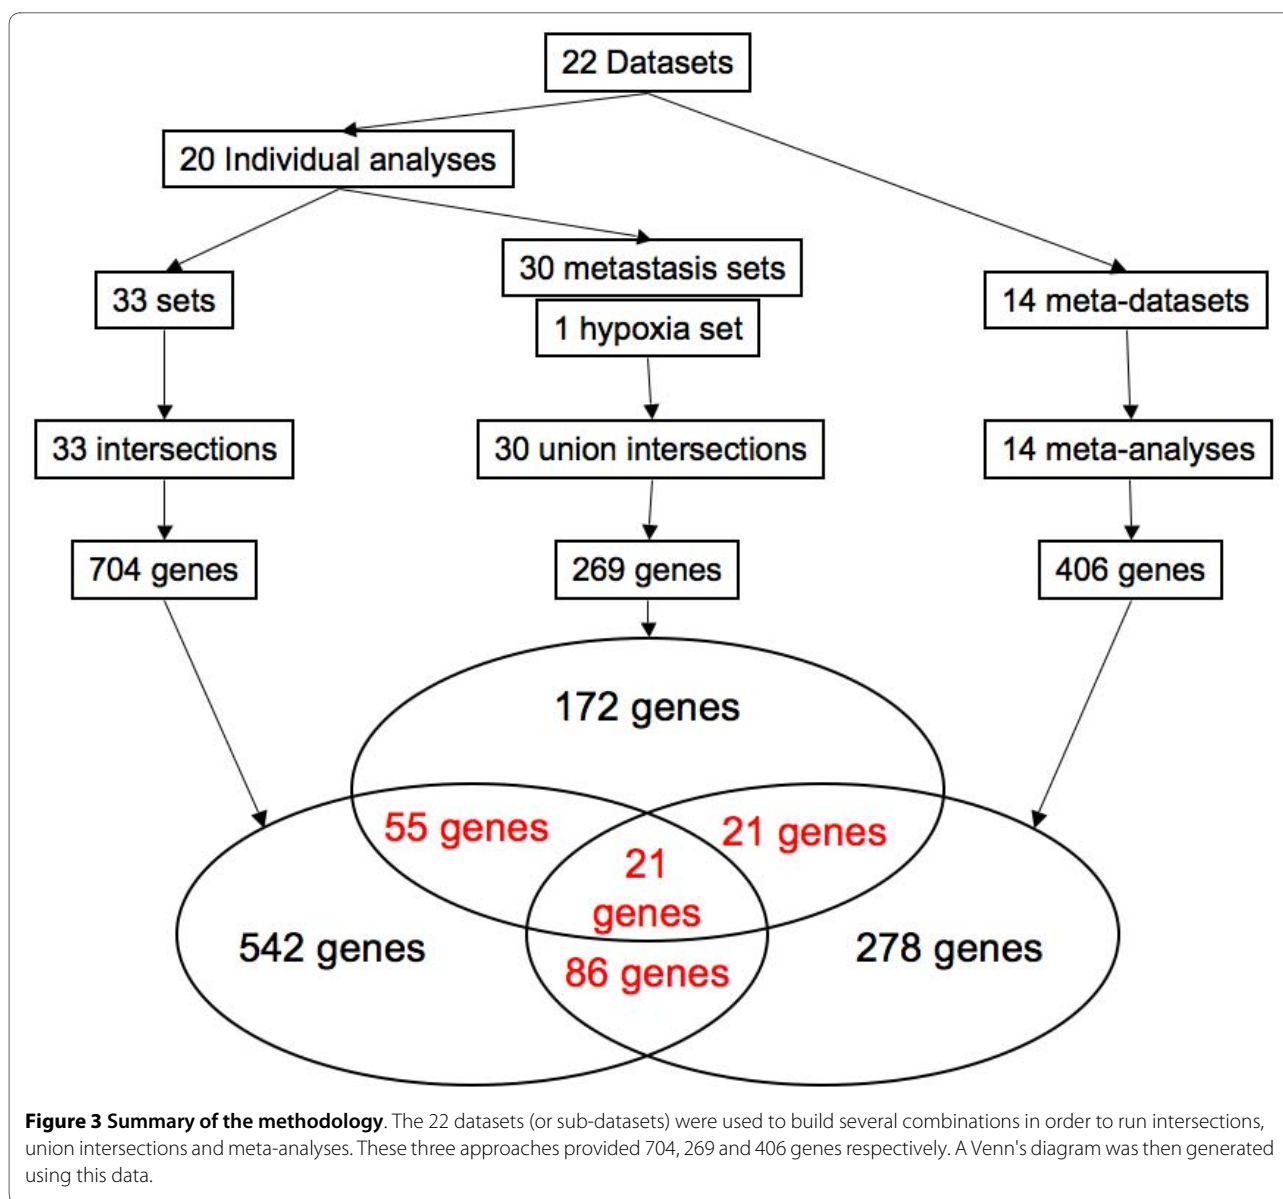 22 Datasets
20 Individual analyses
30 metastasis sets
33 sets
14 meta-datasets
1 hypoxia set
33 intersections
30 union intersections
14 meta-analyses
704 genes
269 genes
406 genes
172 genes
55 genes
21 genes
21
genes
542 genes
278 genes
86 genes
Figure 3 Summary of the methodology. The 22 datasets (or sub-datasets) were used to build several combinations in order to run intersections,
union intersections and meta-analyses. These three approaches provided 704, 269 and 406 genes respectively. A Venn's diagram was then generated
using this data.